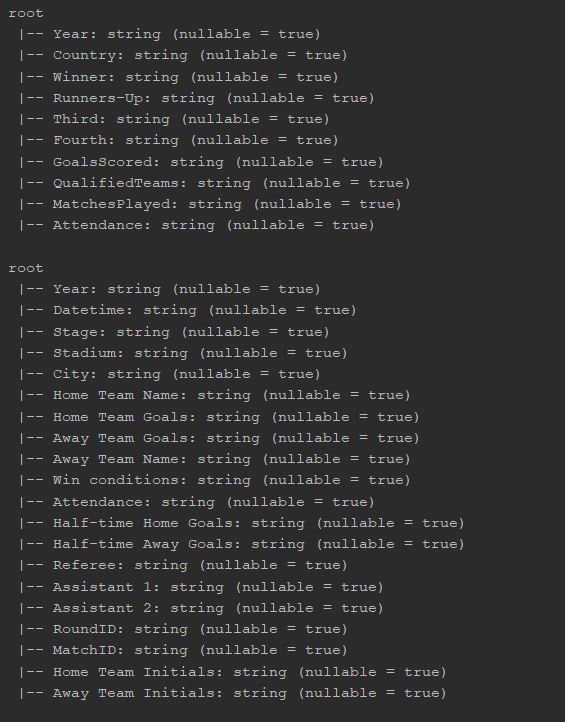 root
 |-- Year: string (nullable = true)
 |-- Country: string (nullable = true)
 |-- Winner: string (nullable = true)
 |-- Runners-Up: string (nullable = true)
 |-- Third: string (nullable = true)
 |-- Fourth: string (nullable = true)
 |-- GoalsScored: string (nullable = true)
 |-- QualifiedTeams: string (nullable = true)
 |-- MatchesPlayed: string (nullable = true)
 |-- Attendance: string (nullable = true)

root
 |-- Year: string (nullable = true)
 |-- Datetime: string (nullable = true)
 |-- Stage: string (nullable = true)
 |-- Stadium: string (nullable = true)
 |-- City: string (nullable = true)
 |-- Home Team Name: string (nullable = true)
 |-- Home Team Goals: string (nullable = true)
 |-- Away Team Goals: string (nullable = true)
 |-- Away Team Name: string (nullable = true)
 |-- Win conditions: string (nullable = true)
 |-- Attendance: string (nullable = true)
 |-- Half-time Home Goals: string (nullable = true)
 |-- Half-time Away Goals: string (nullable = true)
 |-- Referee: string (nullable = true)
 |-- Assistant 1: string (nullable = true)
 |-- Assistant 2: string (nullable = true)
 |-- RoundID: string (nullable = true)
 |-- MatchID: string (nullable = true)
 |-- Home Team Initials: string (nullable = true)
 |-- Away Team Initials: string (nullable = true)